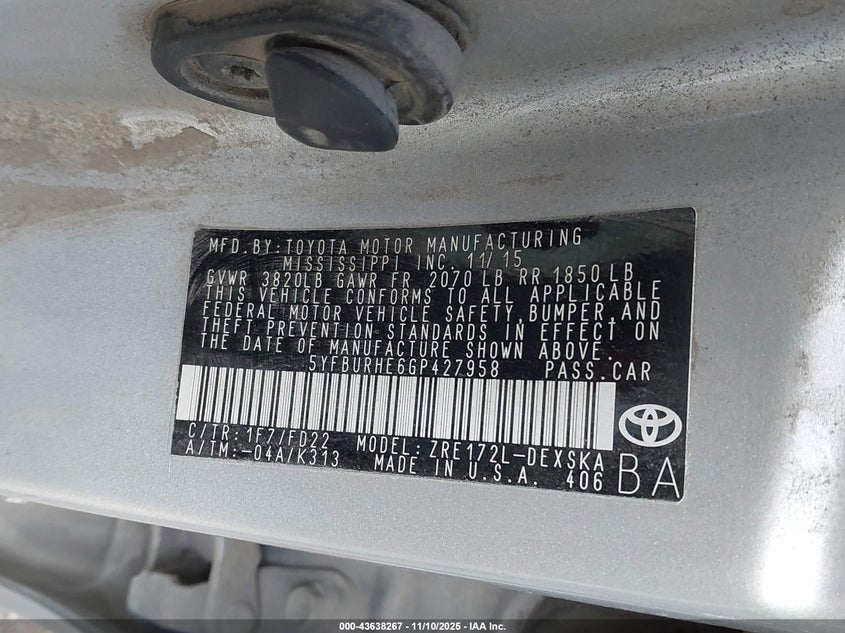 MFD. BY: TOYOTA MOTOR MANUFACTURING
MISSISSIPPI INC. 11/15
GVWR 3820LB GAWR FR 2070 LB RR 1850 LB
THIS VEHICLE CONFORMS TO ALL APPLICABLE
FEDERAL MOTOR VEHICLE SAFETY, BUMPER, AND
THEFT PREVENTION STANDARDS IN EFFECT ON
THE DATE OF MANUFACTURE SHOWN ABOVE.
5YFBURHE6GP427958 PASS. CAR
C/TR: 1F7/FD22 MODEL: ZRE172L-DEXSKA
A/TM: -04A/K313 MADE IN U.S.A. 406 BA
000-43638267 - 11/10/2025 - IAA Inc.